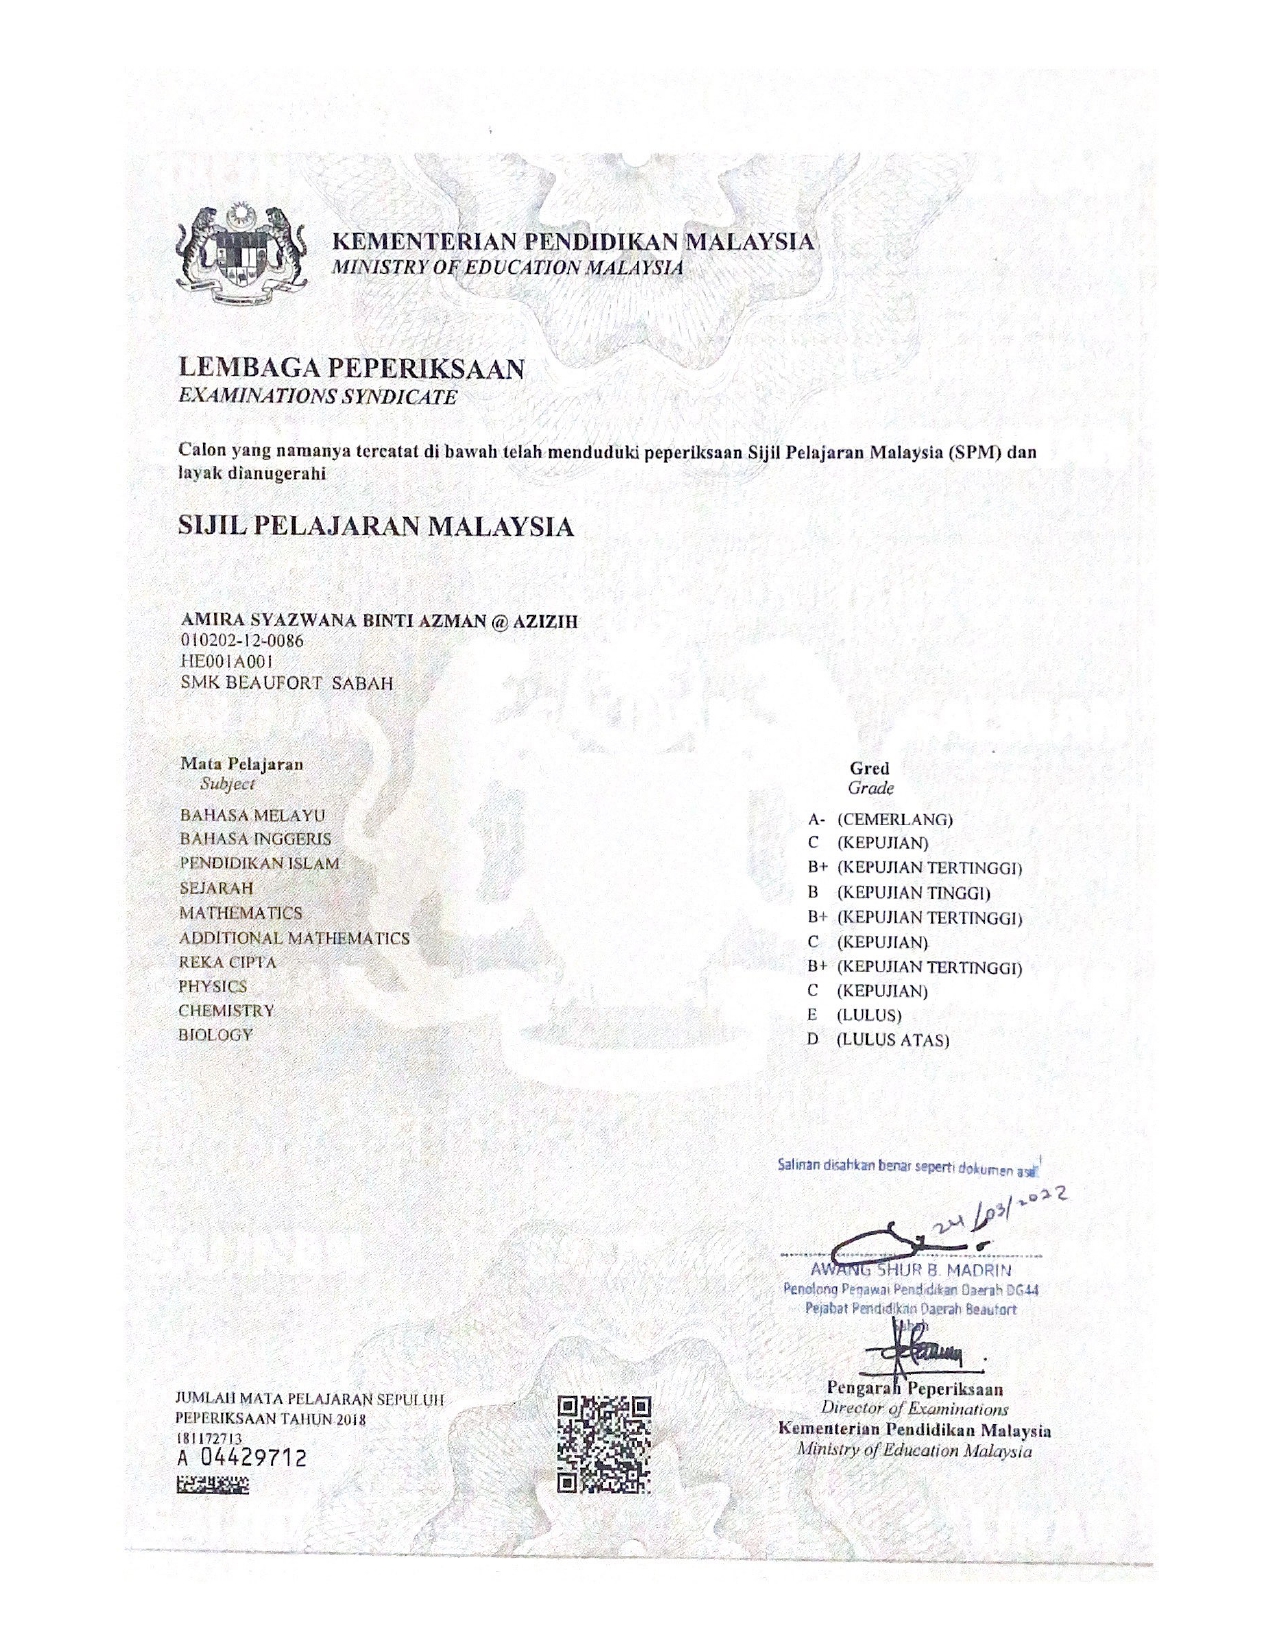 KEMENTERIAN PENDIDIKAN MALAYSIA
MINISTRY OF EDUCATION MALAYSIA
LEMBAGA PEPERIKSAAN
EXAMINATIONS SYNDICATE
Calon yang namanya tercatat di bawah telah menduduki peperiksaan Sijil Pelajaran Malaysia (SPM) dan
layak dianugerahi
SIJIL PELAJARAN MALAYSIA
AMIRA SYAZWANA BINTI AZMAN @ AZIZIH
010202-12-0086
HE001A001
SMK BEAUFORT SABAH
Mata Pelajaran Gred
Subject Grade
BAHASA MELAYU A- (CEMERLANG)
BAHASA INGGERIS C (KEPUJIAN)
PENDIDIKAN ISLAM B+ (KEPUJIAN TERTINGGI)
SEJARAH B (KEPUJIAN TINGGI)
MATHEMATICS B+ (KEPUJIAN TERTINGGI)
ADDITIONAL MATHEMATICS C (KEPUJIAN)
REKA CIPTA B+ (KEPUJIAN TERTINGGI)
PHYSICS C (KEPUJIAN)
CHEMISTRY E (LULUS)
BIOLOGY D (LULUS ATAS)
Salinan disahkan benar seperti dokumen asal
24/03/2022
AWANG SHUR B. MADRIN
Penolong Pegawai Pendidikan Daerah DG44
Pejabat Pendidikan Daerah Beaufort
Sabah
Pengarah Peperiksaan
Director of Examinations
Kementerian Pendidikan Malaysia
Ministry of Education Malaysia
JUMLAH MATA PELAJARAN SEPULUH
PEPERIKSAAN TAHUN 2018
181172713
A 04429712